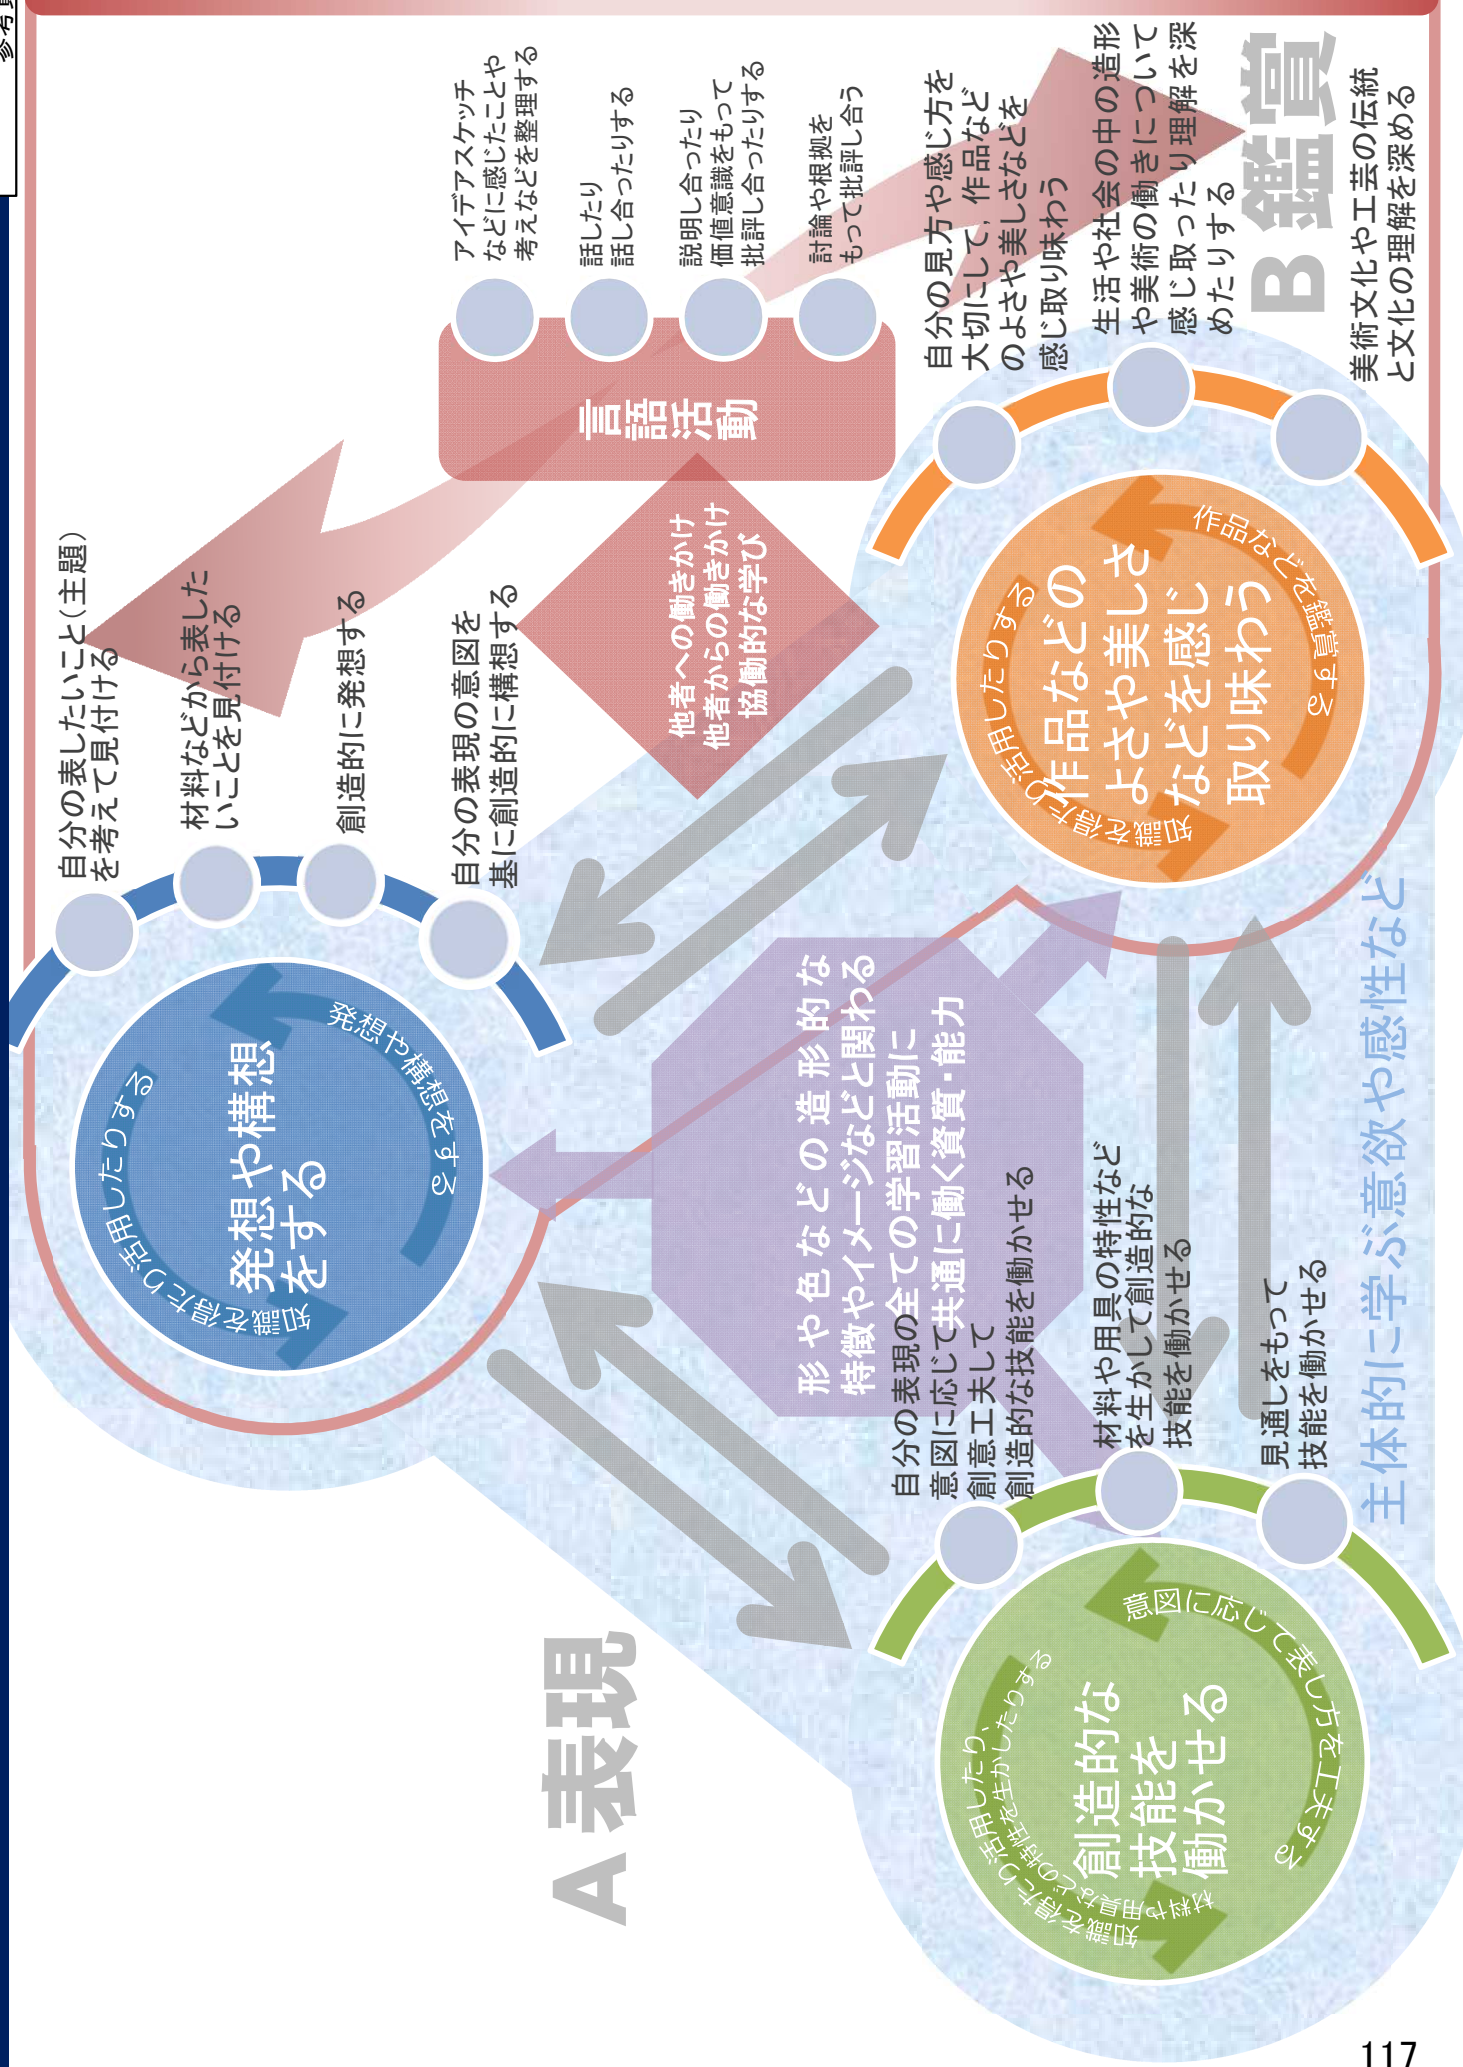 自分の表したいこと(主題)
を考えて見付ける
材料などから表した
いことを見付ける
創造的に発想する
自分の表現の意図を
基に創造的に構想する
発想や構想
をする
知識を得たり活用したりする
発想や構想をする
アイデアスケッチ
などに感じたことや
考えなどを整理する
話したり
話し合ったりする
説明し合ったり
価値意識をもって
批評し合ったりする
討論や根拠を
もって批評し合う
言語活動
他者への働きかけ
他者からの働きかけ
協働的な学び
A 表現
形や色などの造形的な
特徴やイメージなどと関わる
全ての学習活動に
共通に働く資質・能力
自分の表現の
意図に応じて
創意工夫して
創造的な技能を働かせる
材料や用具の特性など
を生かして創造的な
技能を働かせる
見通しをもって
技能を働かせる
創造的な
技能を
働かせる
知識を得たり活用したり、
材料や用具などの特性を生かしたりする
意図に応じて表し方を工夫する
自分の見方や感じ方を
大切にして，作品など
のよさや美しさなどを
感じ取り味わう
生活や社会の中の造形
や美術の働きについて
感じ取ったり理解を深
めたりする
B 鑑賞
美術文化や工芸の伝統
と文化の理解を深める
作品などの
よさや美しさ
などを感じ
取り味わう
知識を得たり活用したりする
作品などを鑑賞する
主体的に学ぶ意欲や感性など
117